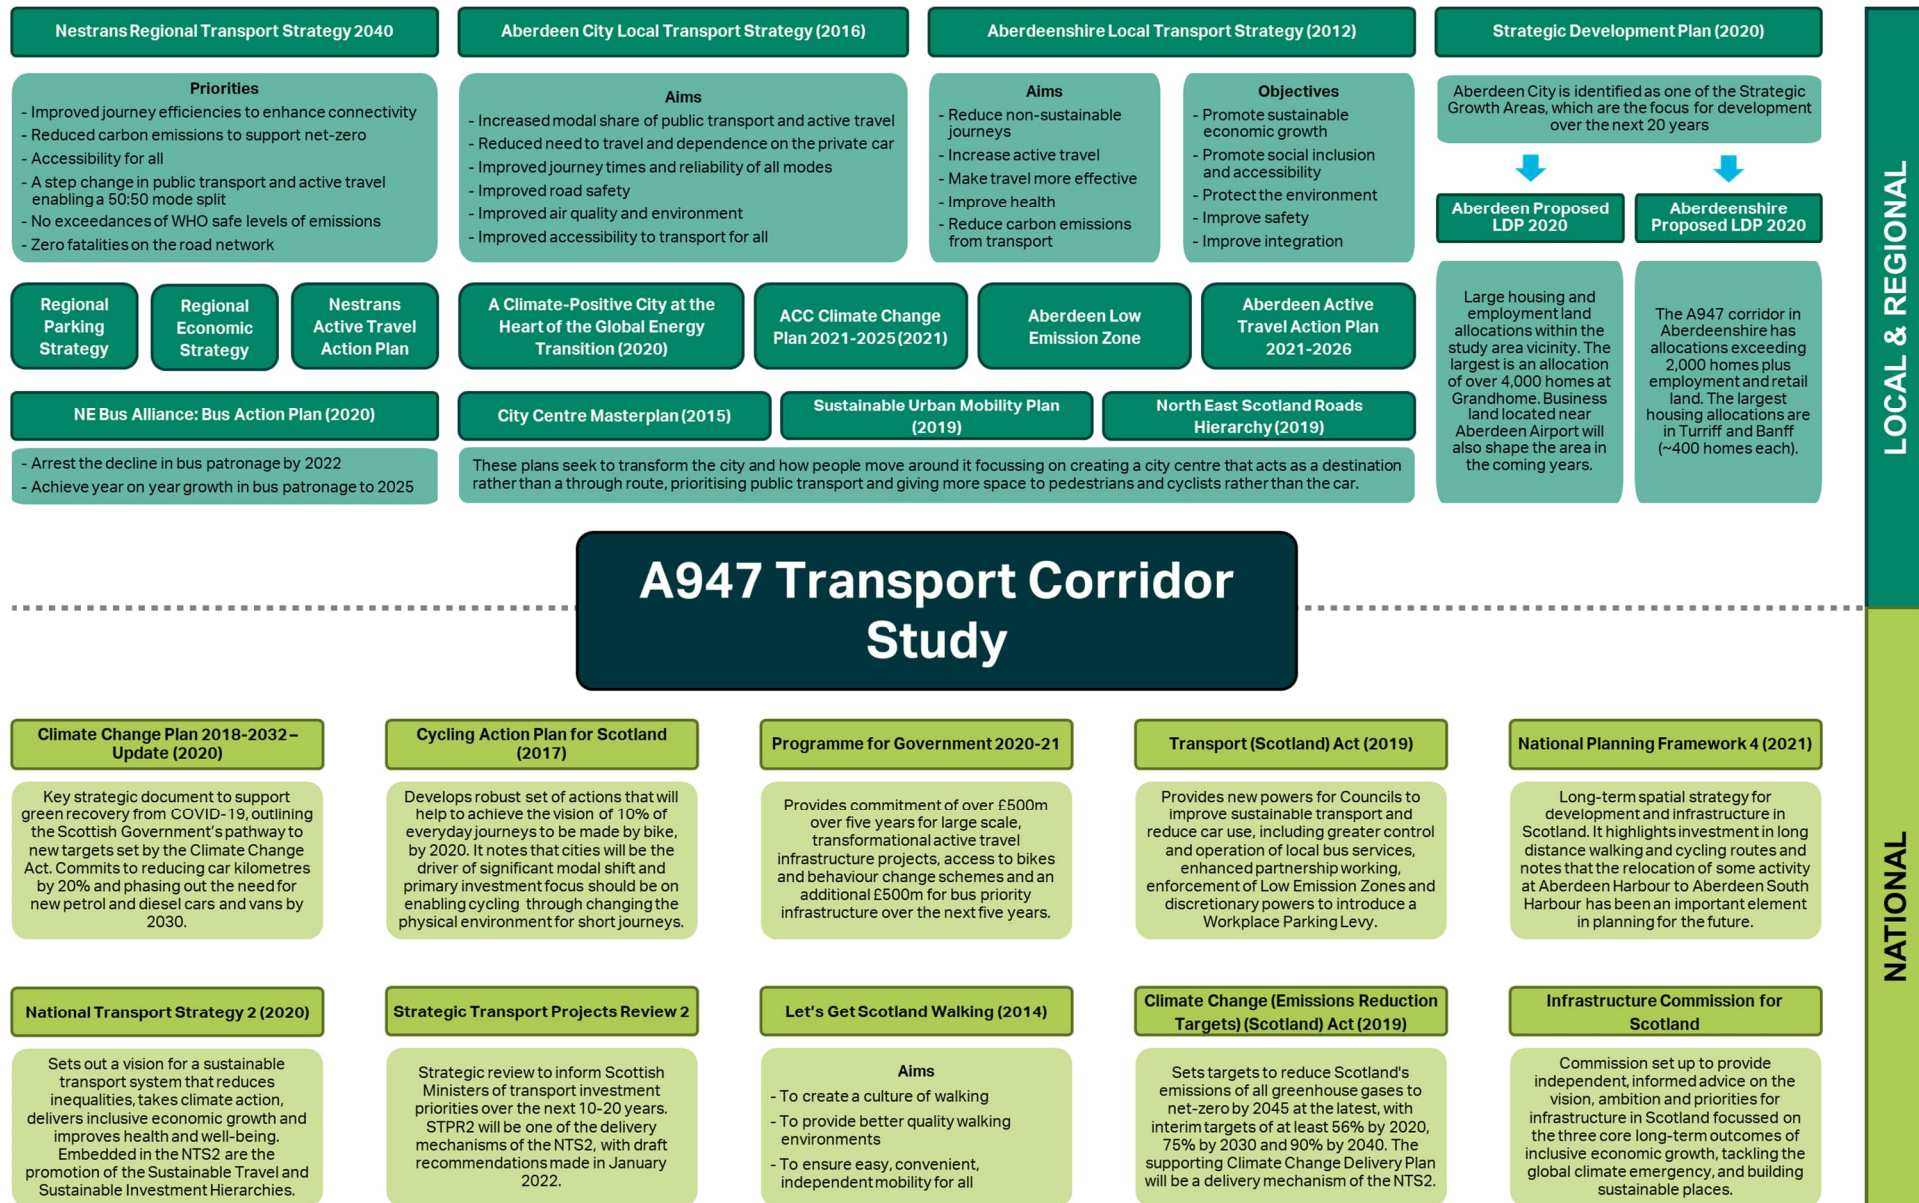 Nestrans Regional Transport Strategy 2040
Priorities
- Improved journey efficiencies to enhance connectivity
- Reduced carbon emissions to support net-zero
- Accessibility for all
- A step change in public transport and active travel
enabling a 50:50 mode split
- No exceedances of WHO safe levels of emissions
- Zero fatalities on the road network
Regional
Parking
Strategy
Regional
Economic
Strategy
Nestrans
Active Travel
Action Plan
NE Bus Alliance: Bus Action Plan (2020)
- Arrest the decline in bus patronage by 2022
- Achieve year on year growth in bus patronage to 2025
Aberdeen City Local Transport Strategy (2016)
Aims
- Increased modal share of public transport and active travel
- Reduced need to travel and dependence on the private car
- Improved journey times and reliability of all modes
- Improved road safety
- Improved air quality and environment
- Improved accessibility to transport for all
Aberdeenshire Local Transport Strategy (2012)
Aims
- Reduce non-sustainable
journeys
- Increase active travel
- Make travel more effective
- Improve health
- Reduce carbon emissions
from transport
Objectives
- Promote sustainable
economic growth
- Promote social inclusion
and accessibility
- Protect the environment
- Improve safety
- Improve integration
A Climate-Positive City at the
Heart of the Global Energy
Transition (2020)
ACC Climate Change
Plan 2021-2025 (2021)
Aberdeen Low
Emission Zone
Aberdeen Active
Travel Action Plan
2021-2026
City Centre Masterplan (2015)
Sustainable Urban Mobility Plan
(2019)
North East Scotland Roads
Hierarchy (2019)
These plans seek to transform the city and how people move around it focussing on creating a city centre that acts as a destination
rather than a through route, prioritising public transport and giving more space to pedestrians and cyclists rather than the car.
Strategic Development Plan (2020)
Aberdeen City is identified as one of the Strategic
Growth Areas, which are the focus for development
over the next 20 years
Aberdeen Proposed
LDP 2020
Large housing and
employment land
allocations within the
study area vicinity. The
largest is an allocation
of over 4,000 homes at
Grandhome. Business
land located near
Aberdeen Airport will
also shape the area in
the coming years.
Aberdeenshire
Proposed LDP 2020
The A947 corridor in
Aberdeenshire has
allocations exceeding
2,000 homes plus
employment and retail
land. The largest
housing allocations are
in Turriff and Banff
(~400 homes each).
LOCAL & REGIONAL
A947 Transport Corridor
Study
NATIONAL
Climate Change Plan 2018-2032 –
Update (2020)
Key strategic document to support
green recovery from COVID-19, outlining
the Scottish Government's pathway to
new targets set by the Climate Change
Act. Commits to reducing car kilometres
by 20% and phasing out the need for
new petrol and diesel cars and vans by
2030.
Cycling Action Plan for Scotland
(2017)
Develops robust set of actions that will
help to achieve the vision of 10% of
everyday journeys to be made by bike,
by 2020. It notes that cities will be the
driver of significant modal shift and
primary investment focus should be on
enabling cycling through changing the
physical environment for short journeys.
Programme for Government 2020-21
Provides commitment of over £500m
over five years for large scale,
transformational active travel
infrastructure projects, access to bikes
and behaviour change schemes and an
additional £500m for bus priority
infrastructure over the next five years.
Transport (Scotland) Act (2019)
Provides new powers for Councils to
improve sustainable transport and
reduce car use, including greater control
and operation of local bus services,
enhanced partnership working,
enforcement of Low Emission Zones and
discretionary powers to introduce a
Workplace Parking Levy.
National Planning Framework 4 (2021)
Long-term spatial strategy for
development and infrastructure in
Scotland. It highlights investment in long
distance walking and cycling routes and
notes that the relocation of some activity
at Aberdeen Harbour to Aberdeen South
Harbour has been an important element
in planning for the future.
National Transport Strategy 2 (2020)
Sets out a vision for a sustainable
transport system that reduces
inequalities, takes climate action,
delivers inclusive economic growth and
improves health and well-being.
Embedded in the NTS2 are the
promotion of the Sustainable Travel and
Sustainable Investment Hierarchies.
Strategic Transport Projects Review 2
Strategic review to inform Scottish
Ministers of transport investment
priorities over the next 10-20 years.
STPR2 will be one of the delivery
mechanisms of the NTS2, with draft
recommendations made in January
2022.
Let's Get Scotland Walking (2014)
Aims
- To create a culture of walking
- To provide better quality walking
environments
- To ensure easy, convenient,
independent mobility for all
Climate Change (Emissions Reduction
Targets) (Scotland) Act (2019)
Sets targets to reduce Scotland's
emissions of all greenhouse gases to
net-zero by 2045 at the latest, with
interim targets of at least 56% by 2020,
75% by 2030 and 90% by 2040. The
supporting Climate Change Delivery Plan
will be a delivery mechanism of the NTS2.
Infrastructure Commission for
Scotland
Commission set up to provide
independent, informed advice on the
vision, ambition and priorities for
infrastructure in Scotland focussed on
the three core long-term outcomes of
inclusive economic growth, tackling the
global climate emergency, and building
sustainable places.